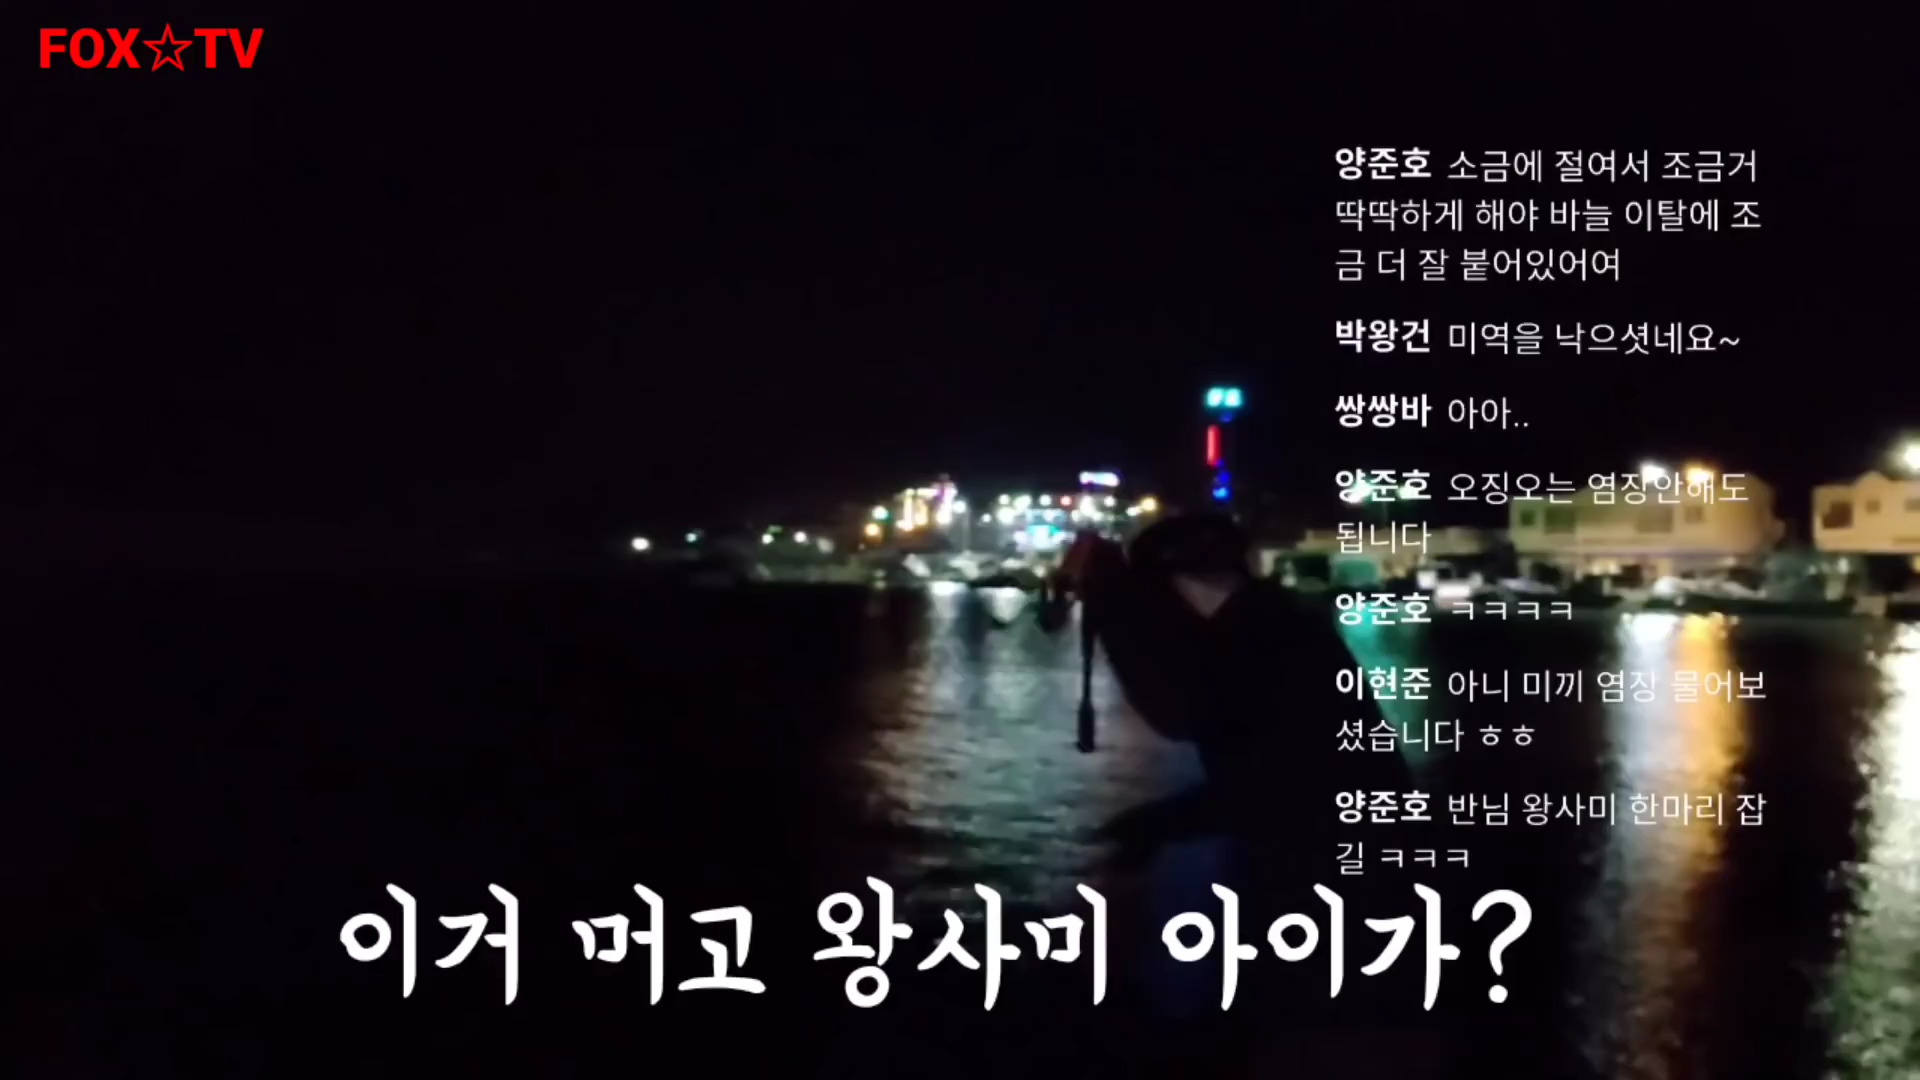 FOX☆TV
양준호 소금에 절여서 조금거
딱딱하게 해야 바늘 이탈에 조
금 더 잘 붙어있어여
박왕건 미역을 낙으셧네요~
쌍쌍바 아아..
양준호 오징오는 염장안해도
됩니다
양준호 ㅋㅋㅋㅋ
이현준 아니 미끼 염장 물어보
셨습니다 ㅎㅎ
양준호 반님 왕사미 한마리 잡
길 ㅋㅋㅋ
이거 머고 왕사미 아이가?